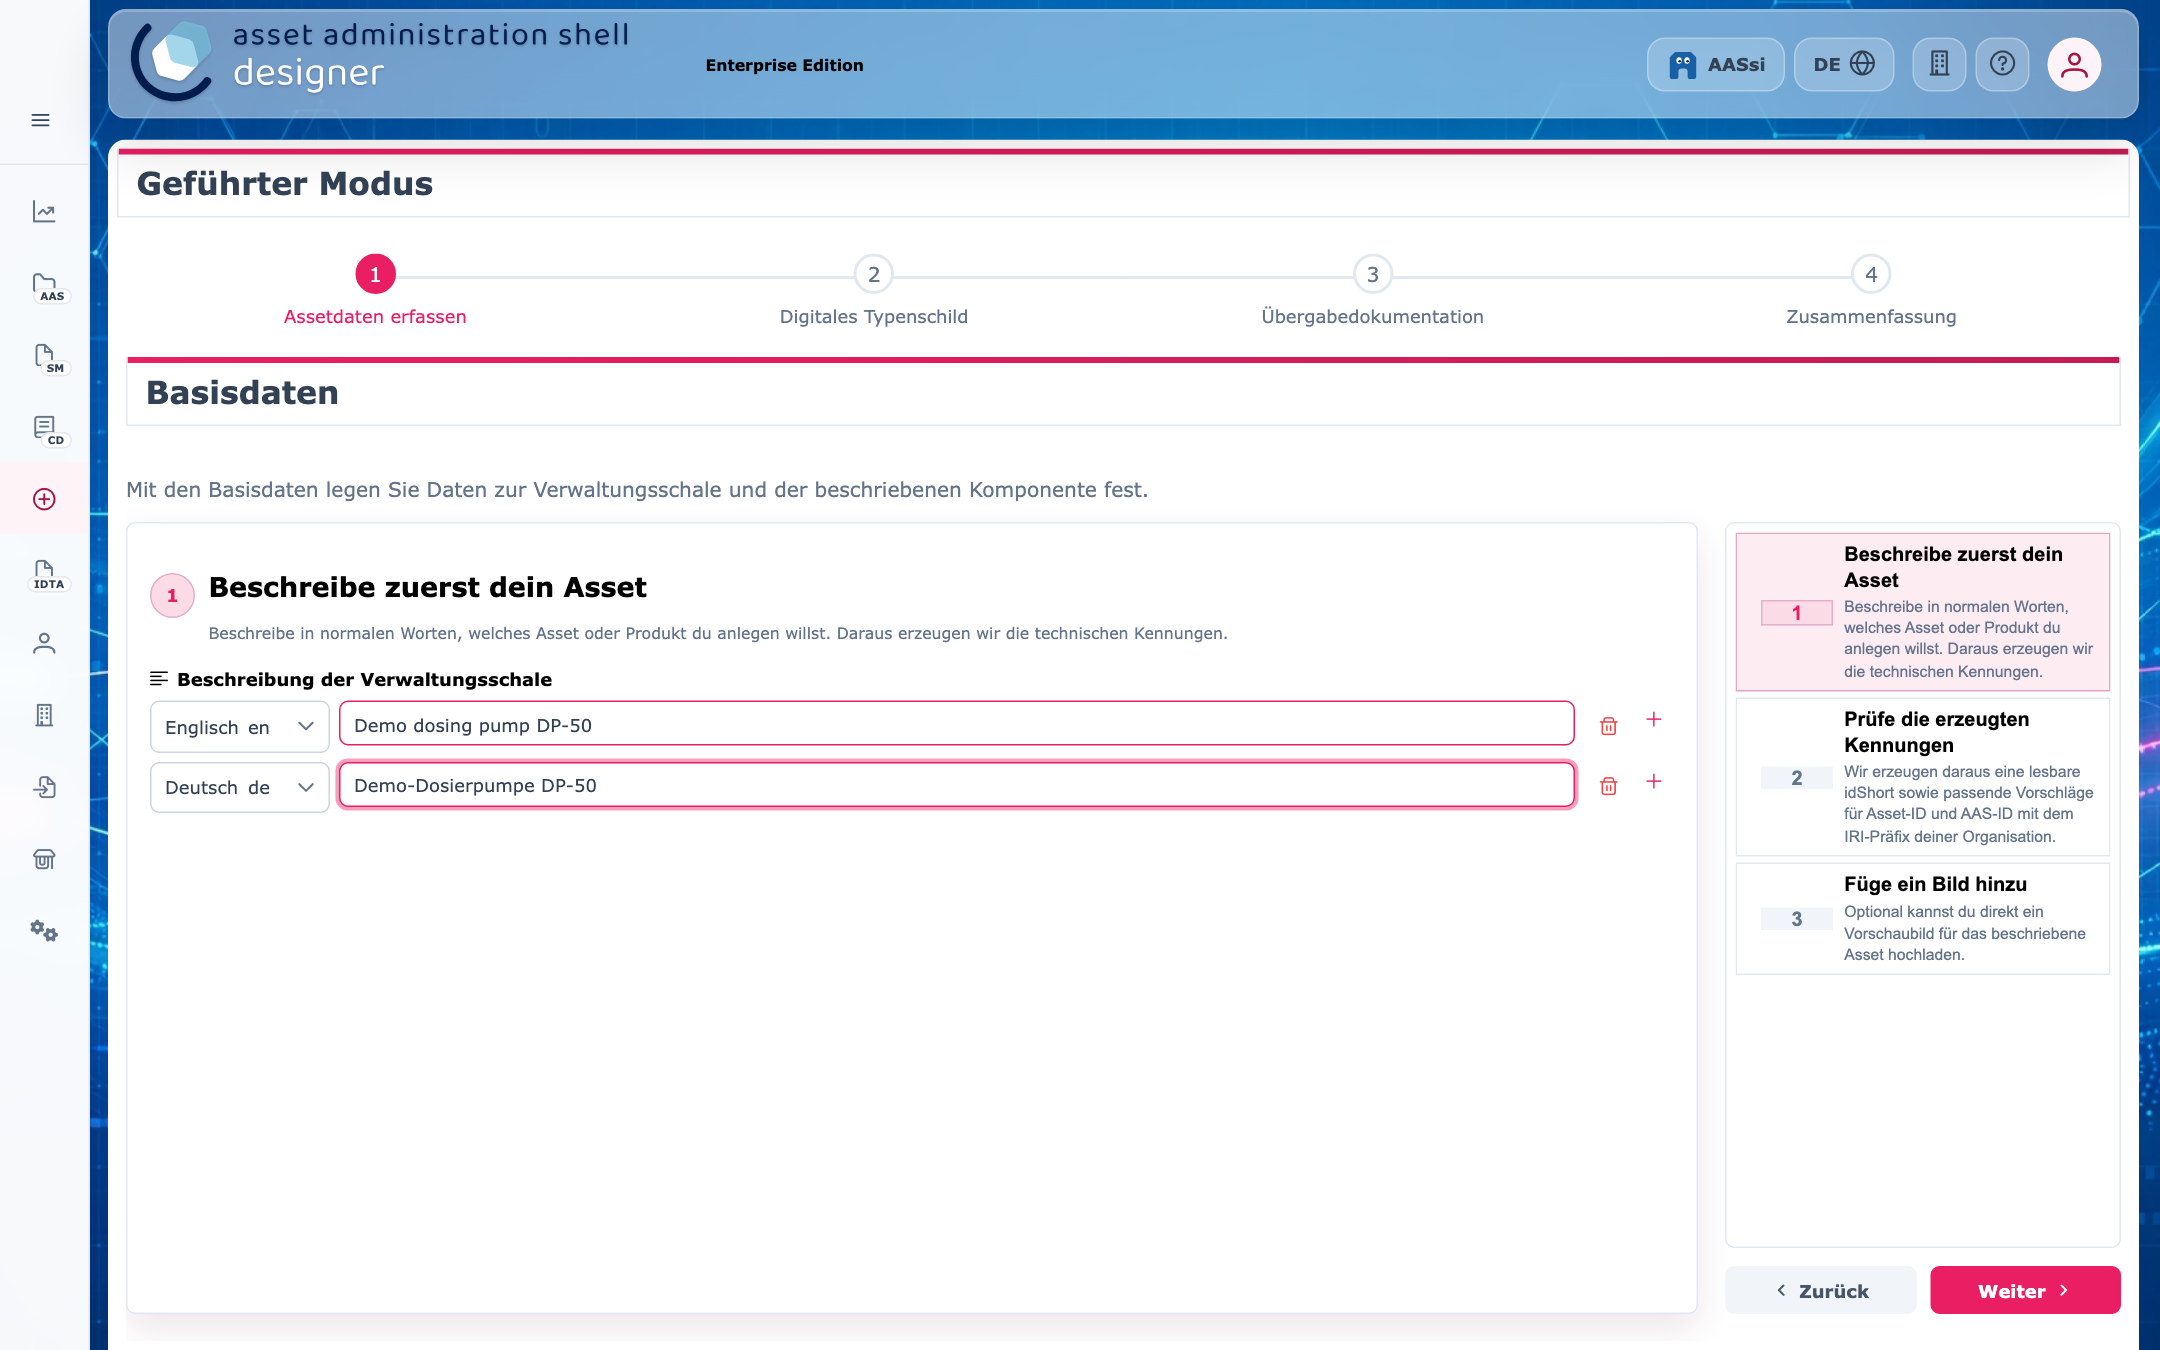 asset administration shell
designer
Enterprise Edition
AASsi
DE
Geführter Modus
1
2
3
4
Assetdaten erfassen
Digitales Typenschild
Übergabedokumentation
Zusammenfassung
AAS
SM
CD
IDTA
Basisdaten
Mit den Basisdaten legen Sie Daten zur Verwaltungsschale und der beschriebenen Komponente fest.
1
Beschreibe zuerst dein Asset
Beschreibe in normalen Worten, welches Asset oder Produkt du anlegen willst. Daraus erzeugen wir die technischen Kennungen.
Beschreibung der Verwaltungsschale
Englisch en
Demo dosing pump DP-50
Deutsch de
Demo-Dosierpumpe DP-50
1
Beschreibe zuerst dein
Asset
Beschreibe in normalen Worten,
welches Asset oder Produkt du
anlegen willst. Daraus erzeugen wir
die technischen Kennungen.
2
Prüfe die erzeugten
Kennungen
Wir erzeugen daraus eine lesbare
idShort sowie passende Vorschläge
für Asset-ID und AAS-ID mit dem
IRI-Präfix deiner Organisation.
3
Füge ein Bild hinzu
Optional kannst du direkt ein
Vorschaubild für das beschriebene
Asset hochladen.
Zurück
Weiter